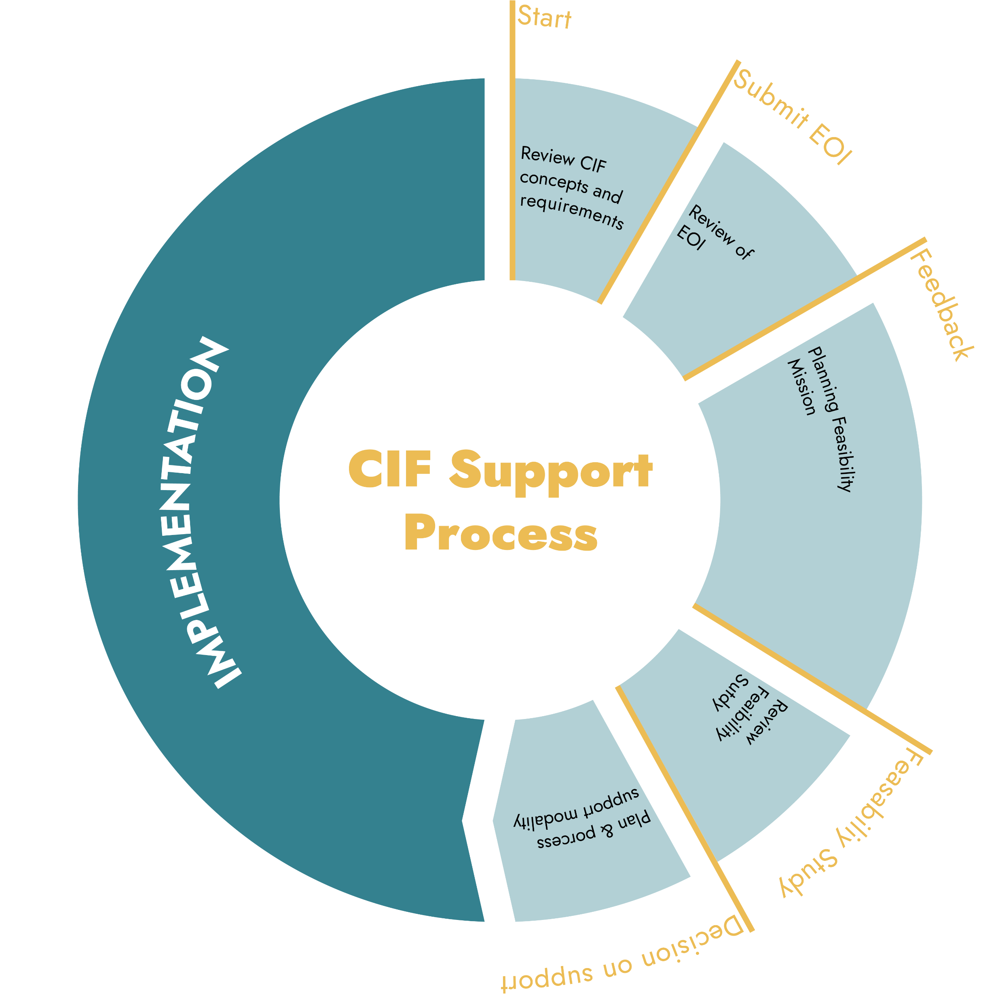 Start
Submit EOI
Feedback
Feasability Study
Decision on support
Review CIF
concepts and
requirements
Review of
EOI
Planning Feasibility
Mission
Review
Feaibility
Sutdy
Plan & porcess
support modality
IMPLEMENTATION
CIF Support
Process